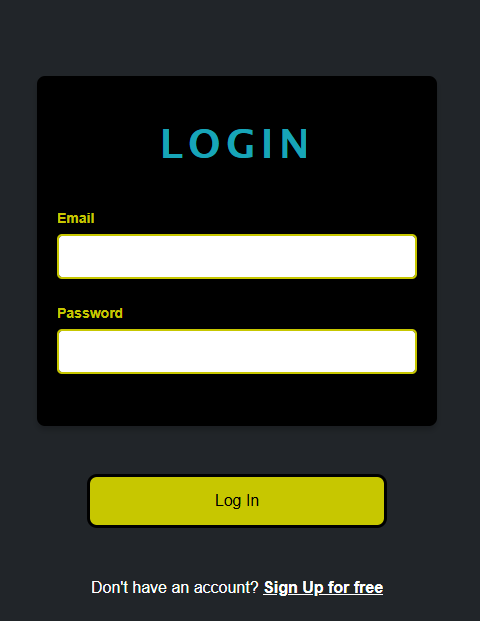 LOGIN
Email
Password
Log In
Don't have an account? Sign Up for free